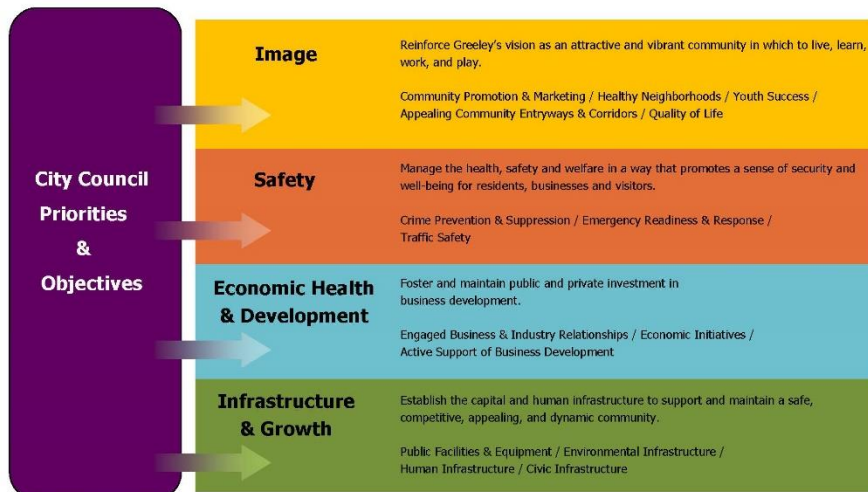 City Council
Priorities
&
Objectives
Image
Reinforce Greeley's vision as an attractive and vibrant community in which to live, learn,
work, and play.
Community Promotion & Marketing / Healthy Neighborhoods / Youth Success /
Appealing Community Entryways & Corridors / Quality of Life
Safety
Manage the health, safety and welfare in a way that promotes a sense of security and
well-being for residents, businesses and visitors.
Crime Prevention & Suppression / Emergency Readiness & Response /
Traffic Safety
Economic Health
& Development
Foster and maintain public and private investment in
business development.
Engaged Business & Industry Relationships / Economic Initiatives /
Active Support of Business Development
Infrastructure
& Growth
Establish the capital and human infrastructure to support and maintain a safe,
competitive, appealing, and dynamic community.
Public Facilities & Equipment / Environmental Infrastructure /
Human Infrastructure / Civic Infrastructure